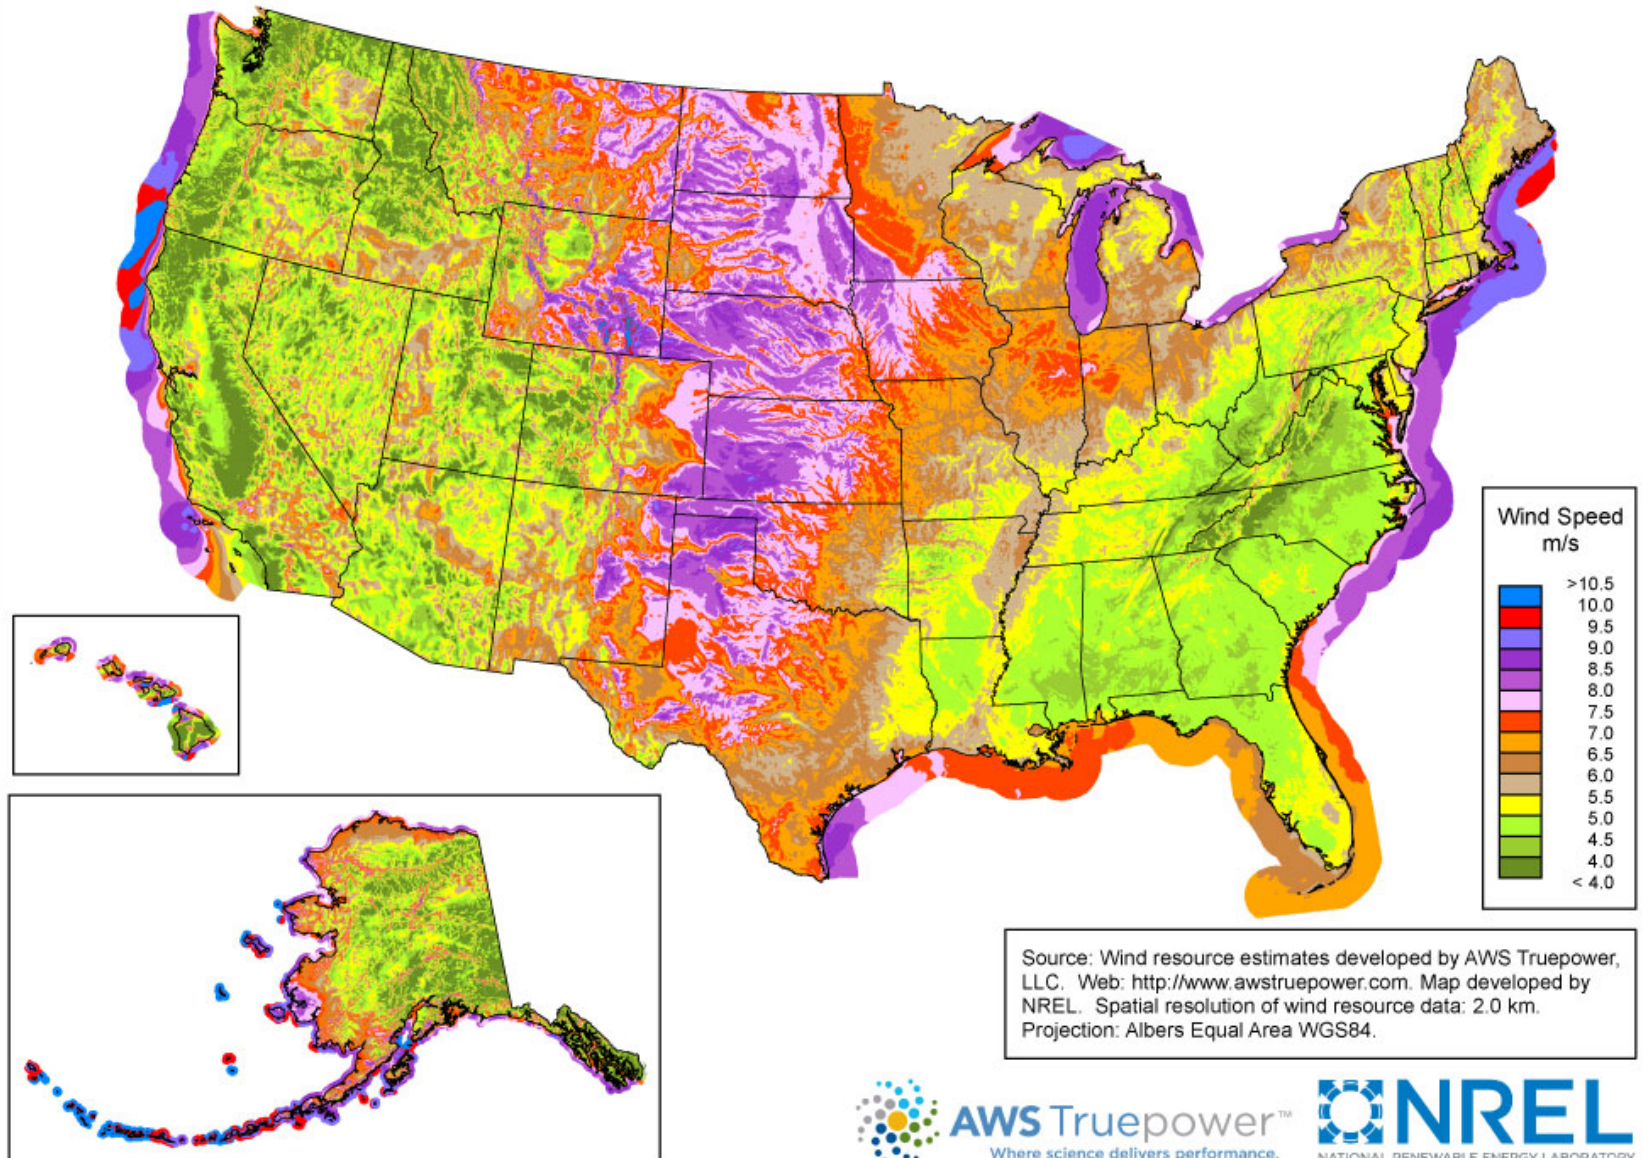 Wind Speed
m/s
>10.5
10.0
9.5
9.0
8.5
8.0
7.5
7.0
6.5
6.0
5.5
5.0
4.5
4.0
< 4.0
Source: Wind resource estimates developed by AWS Truepower,
LLC. Web: http://www.awstruepower.com. Map developed by
NREL. Spatial resolution of wind resource data: 2.0 km.
Projection: Albers Equal Area WGS84.
AWS Truepower™
Where science delivers performance.
NREL
NATIONAL RENEWABLE ENERGY LABORATORY